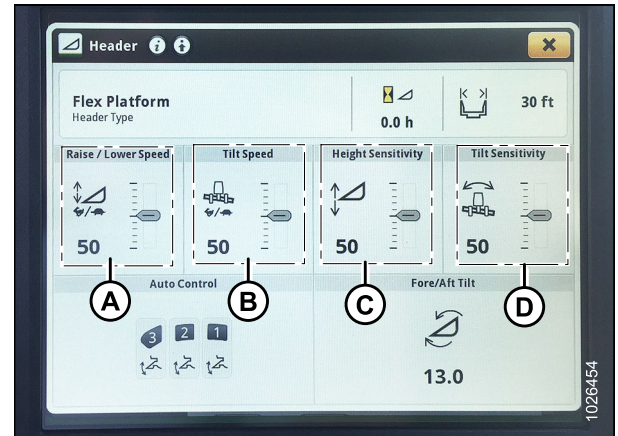 Header
Flex Platform
Header Type
0.0 h
30 ft
Raise / Lower Speed
Tilt Speed
Height Sensitivity
Tilt Sensitivity
50
50
50
50
A
B
C
D
Auto Control
Fore/Aft Tilt
3
2
1
13.0
1026454